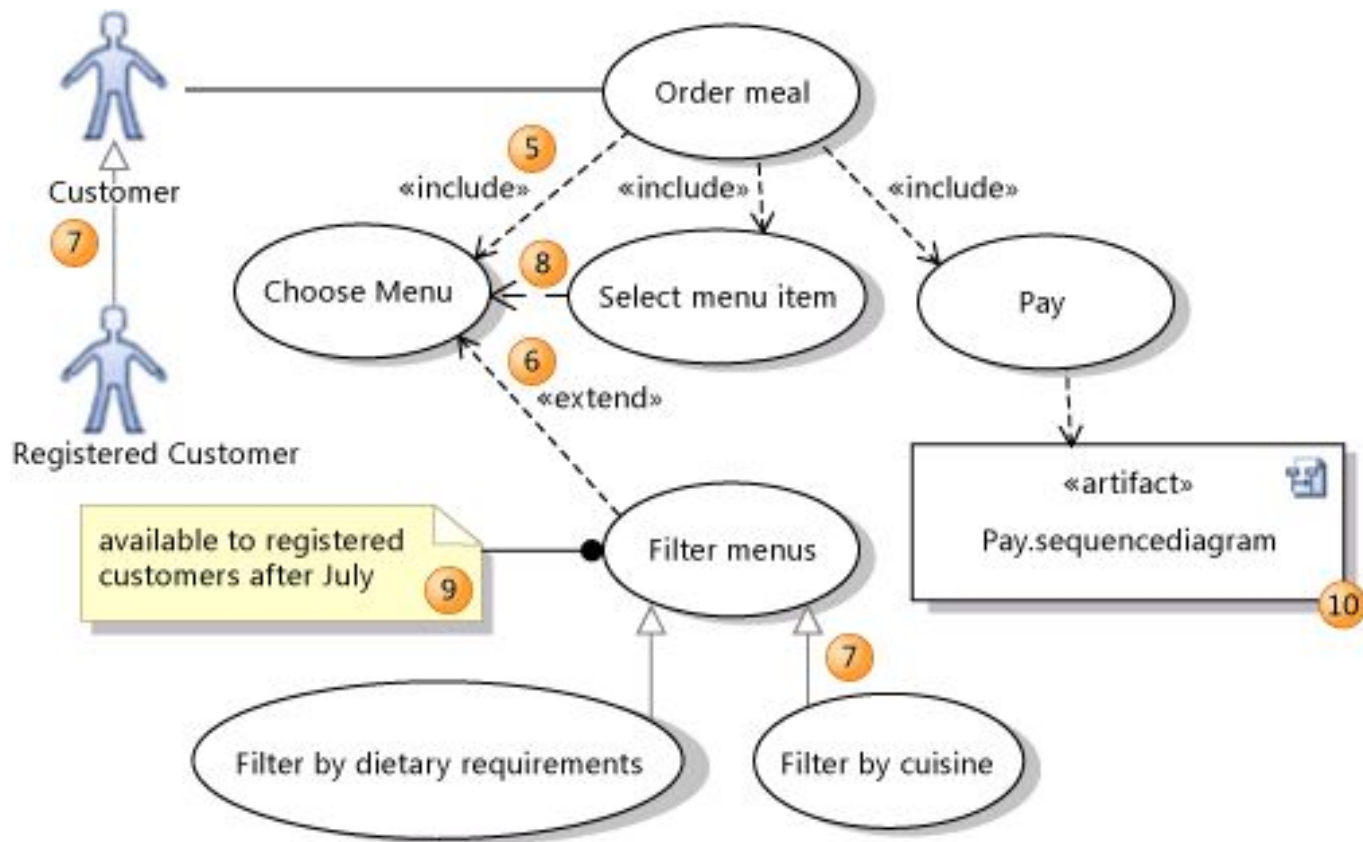 Order meal
5
«include»
«include»
«include»
Customer
7
8
Choose Menu
Select menu item
Pay
6
«extend»
Registered Customer
«artifact»
Pay.sequencediagram
10
available to registered
customers after July
9
Filter menus
7
Filter by dietary requirements
Filter by cuisine